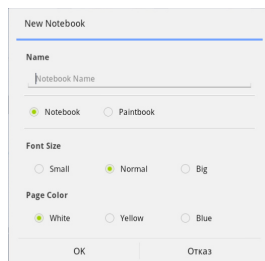 New Notebook
Name
Notebook Name
Notebook Paintbook
Font Size
Small Normal Big
Page Color
White Yellow Blue
OK Отказ